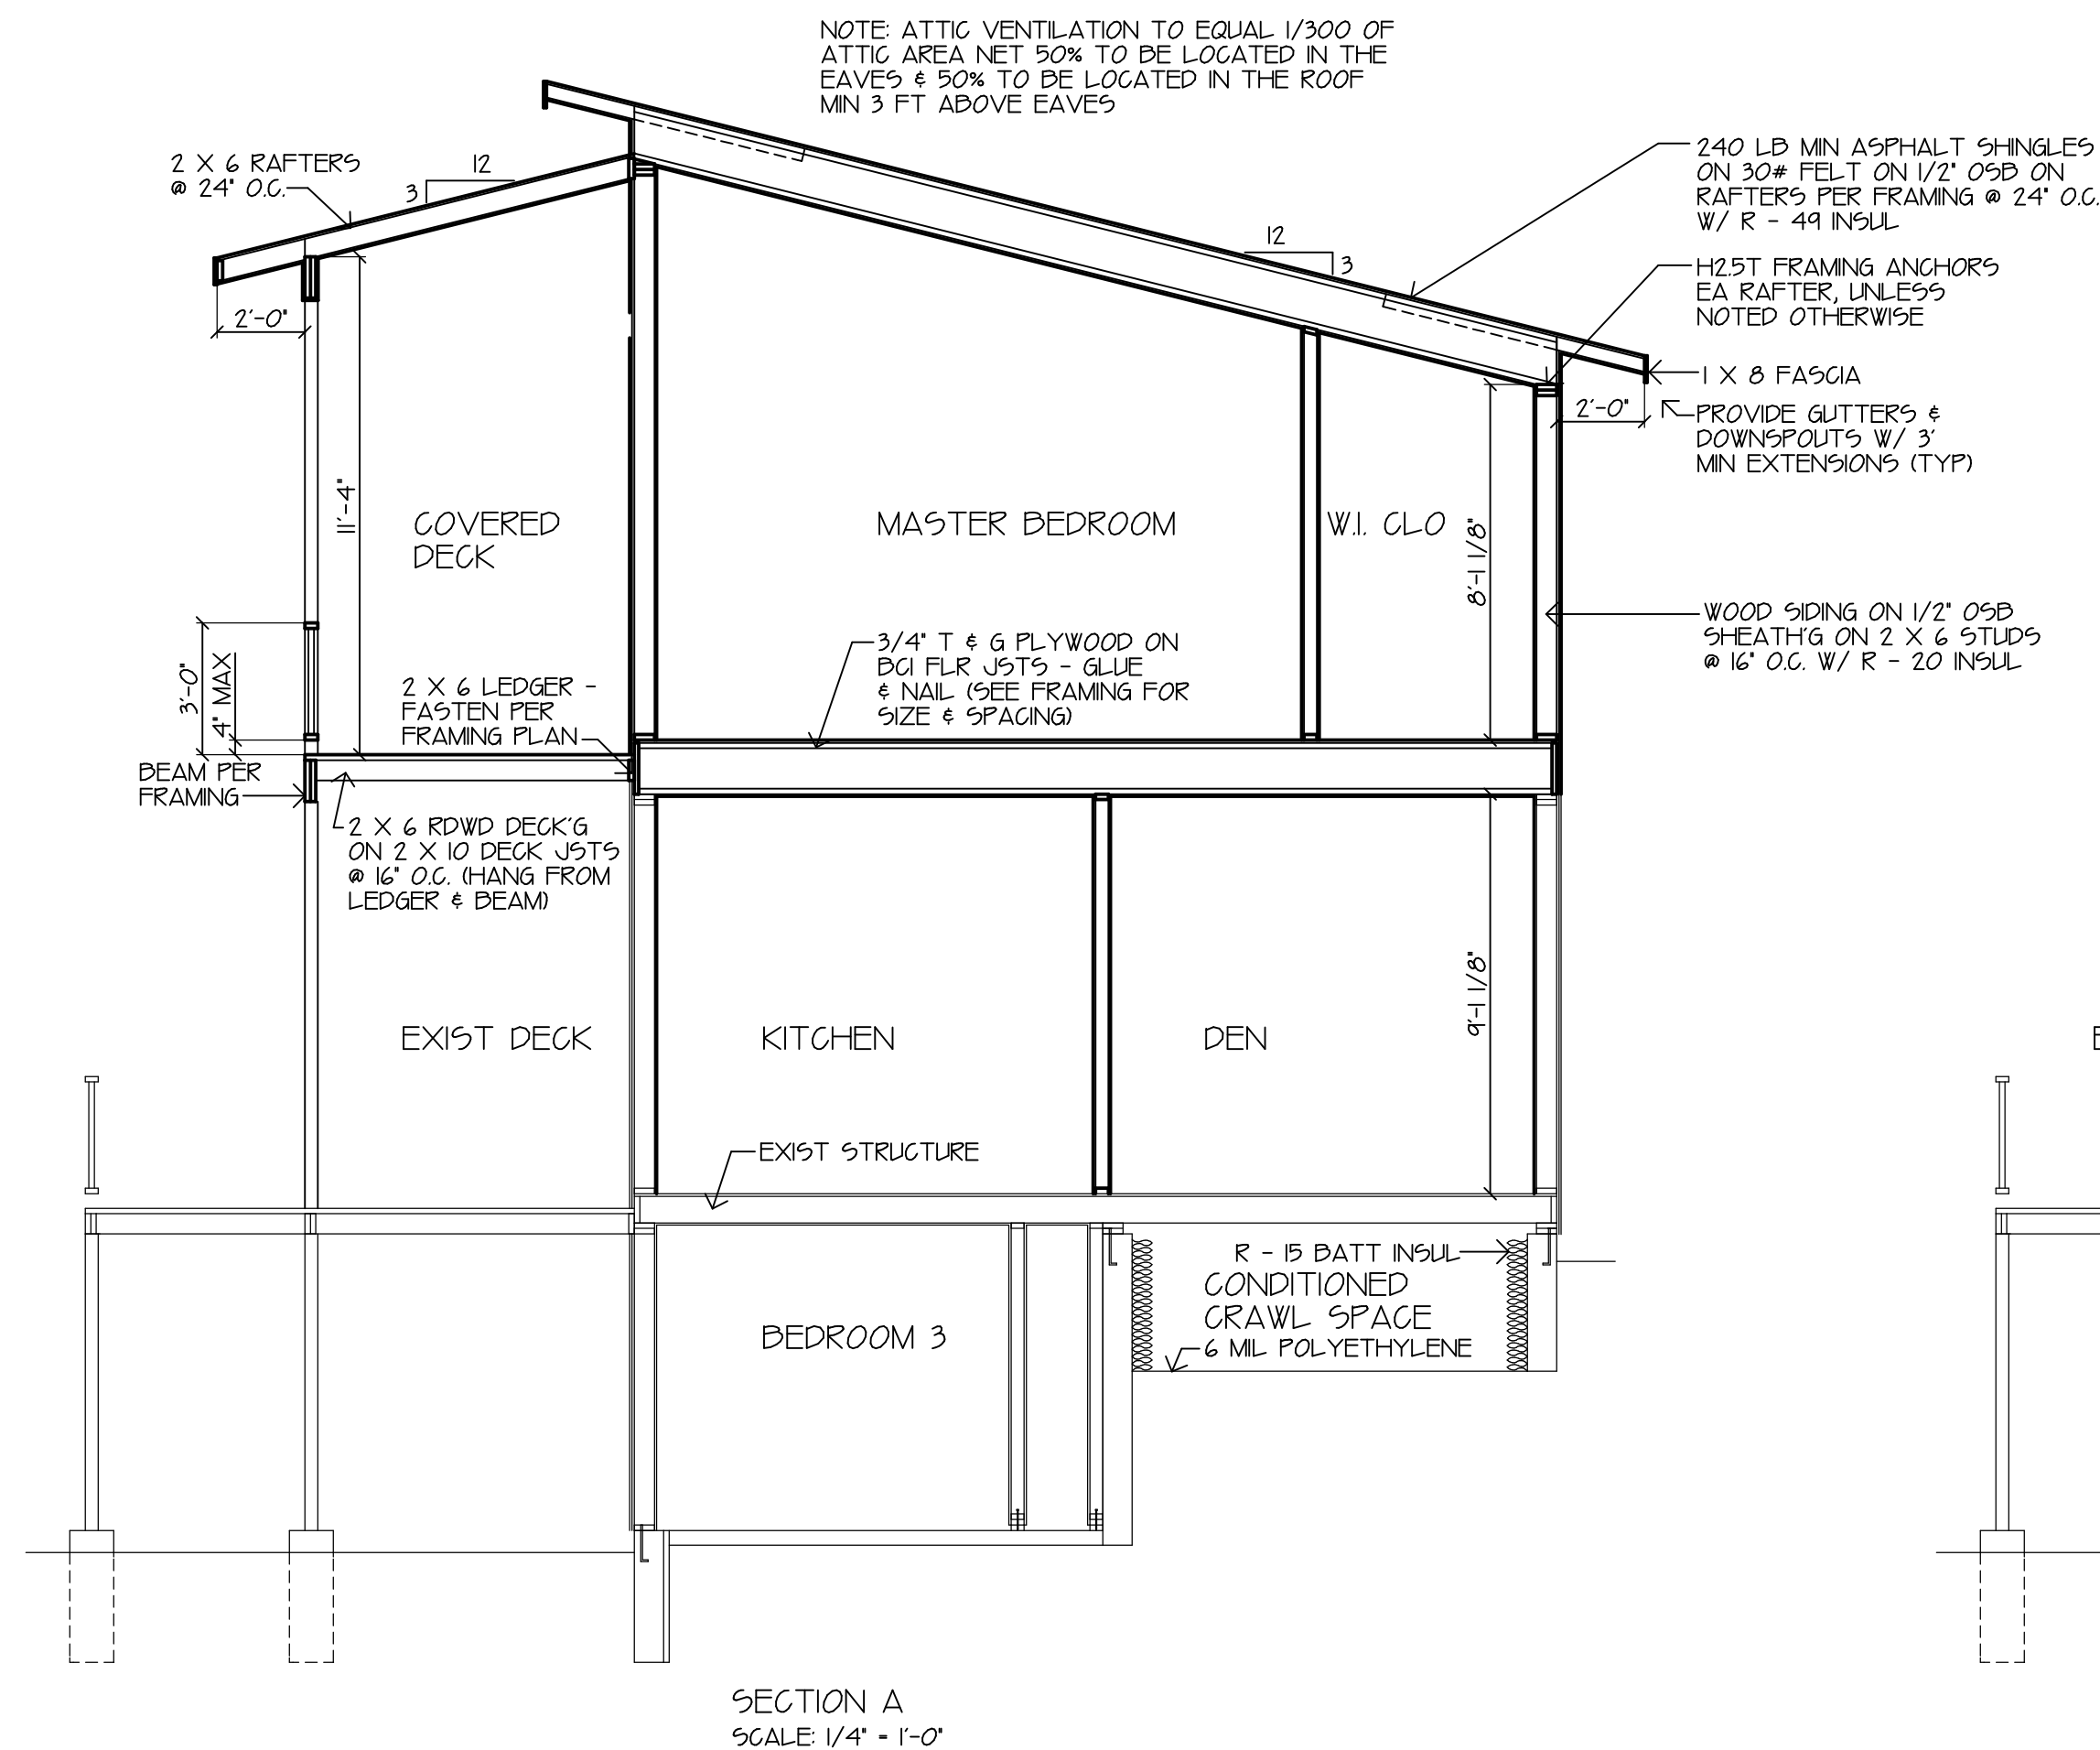 NOTE: ATTIC VENTILATION TO EQUAL 1/300 OF
ATTIC AREA NET 50% TO BE LOCATED IN THE
EAVES & 50% TO BE LOCATED IN THE ROOF
MIN 3 FT ABOVE EAVES
2 X 6 RAFTERS
@ 24" O.C.
12
3
240 LB MIN ASPHALT SHINGLES
ON 30# FELT ON 1/2" OSB ON
RAFTERS PER FRAMING @ 24" O.C.
W/ R - 49 INSUL
12
3
H2.5T FRAMING ANCHORS
EA RAFTER, UNLESS
NOTED OTHERWISE
2'-0"
1 X 8 FASCIA
2'-0"
PROVIDE GUTTERS &
DOWNSPOUTS W/ 3'
MIN EXTENSIONS (TYP)
11'-4"
COVERED
DECK
MASTER BEDROOM
W.I. CLO
8'-1 1/8"
WOOD SIDING ON 1/2" OSB
SHEATH'G ON 2 X 6 STUDS
@ 16" O.C. W/ R - 20 INSUL
3/4" T & G PLYWOOD ON
BCI FLR JSTS - GLUE
& NAIL (SEE FRAMING FOR
SIZE & SPACING)
3'-0"
4" MAX
2 X 6 LEDGER -
FASTEN PER
FRAMING PLAN
BEAM PER
FRAMING
2 X 6 RDWD DECK'G
ON 2 X 10 DECK JSTS
@ 16" O.C. (HANG FROM
LEDGER & BEAM)
9'-1 1/8"
EXIST DECK
KITCHEN
DEN
EXIST STRUCTURE
R - 15 BATT INSUL
CONDITIONED
CRAWL SPACE
6 MIL POLYETHYLENE
BEDROOM 3
SECTION A
SCALE: 1/4" = 1'-0"